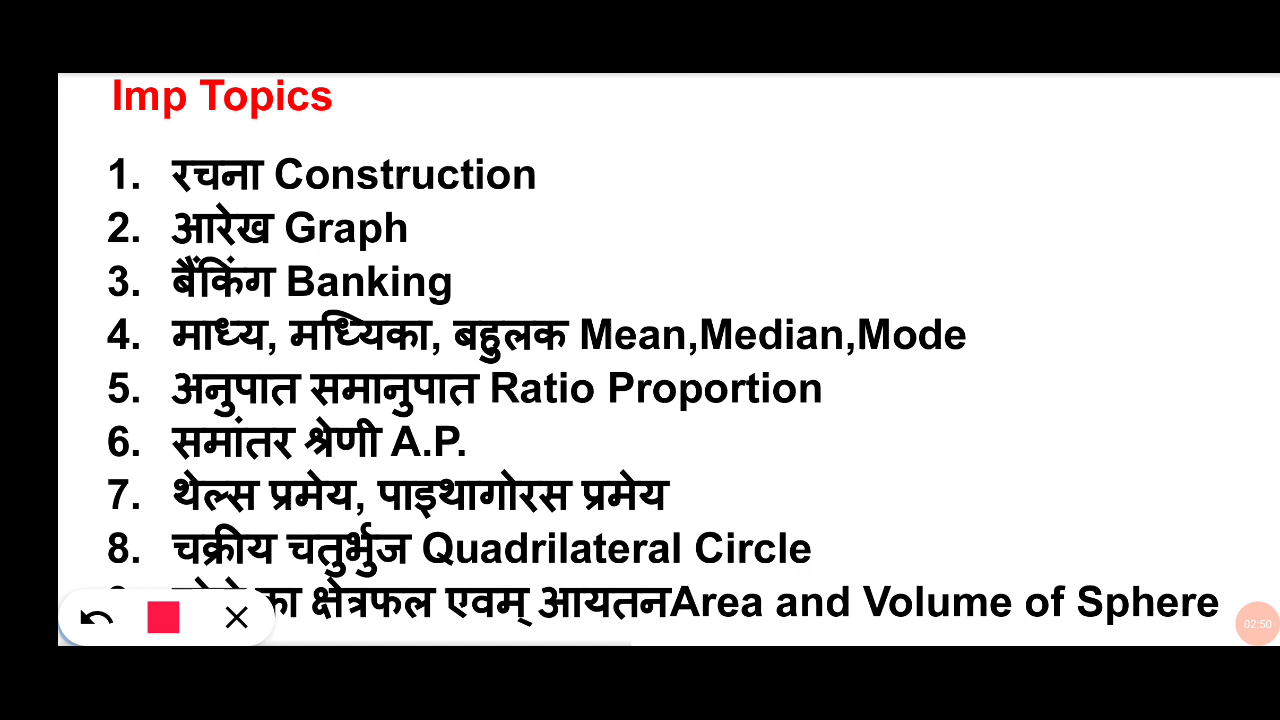 Imp Topics
1. रचना Construction
2. आरेख Graph
3. बैंकिंग Banking
4. माध्य, मध्यिका, बहुलक Mean,Median,Mode
5. अनुपात समानुपात Ratio Proportion
6. समांतर श्रेणी A.P.
7. थेल्स प्रमेय, पाइथागोरस प्रमेय
8. चक्रीय चतुर्भुज Quadrilateral Circle
का क्षेत्रफल एवम् आयतनArea and Volume of Sphere
02:50